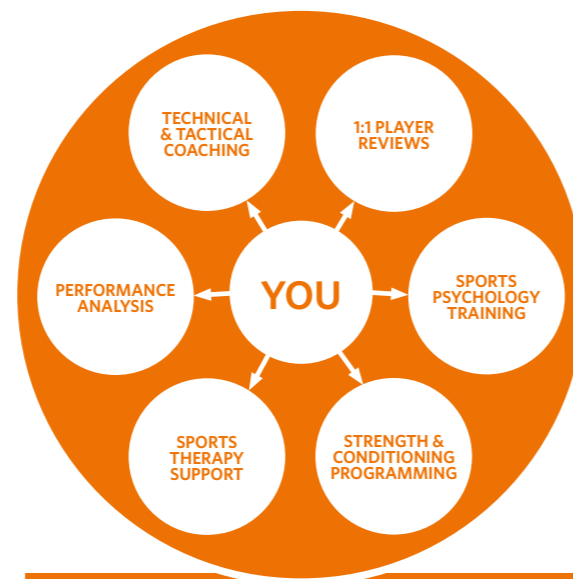 TECHNICAL
& TACTICAL
COACHING
1:1 PLAYER
REVIEWS
PERFORMANCE
ANALYSIS
YOU
SPORTS
PSYCHOLOGY
TRAINING
SPORTS
THERAPY
SUPPORT
STRENGTH &
CONDITIONING
PROGRAMMING